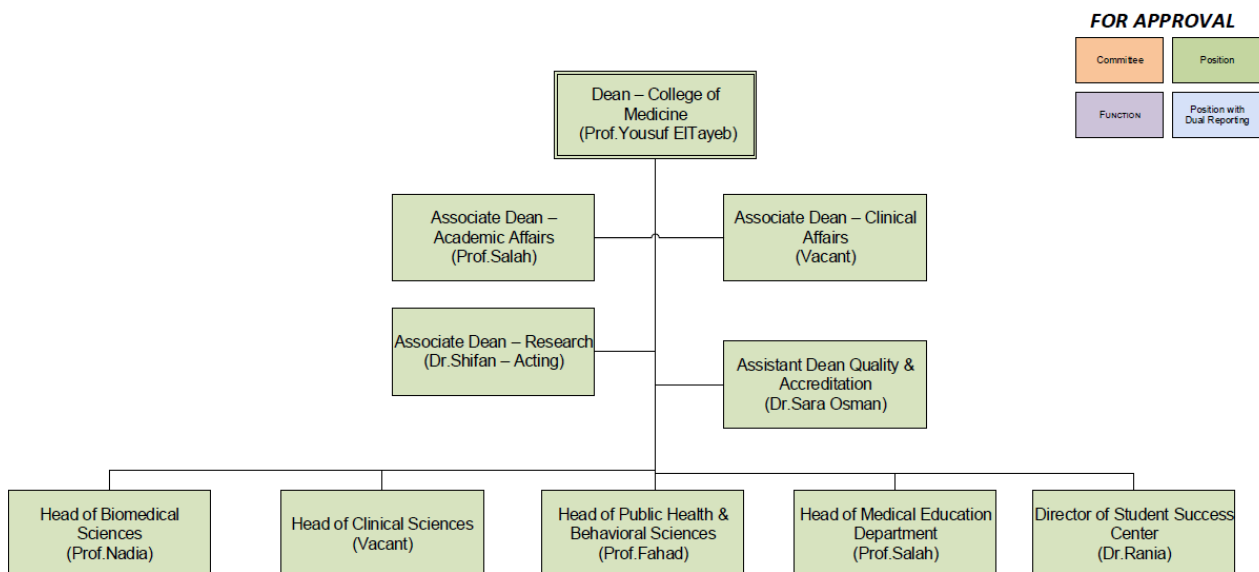 FOR APPROVAL
Committee
Position
FUNCTION
Position with
Dual Reporting
Dean – College of
Medicine
(Prof.Yousuf ElTayeb)
Associate Dean –
Academic Affairs
(Prof.Salah)
Associate Dean – Clinical
Affairs
(Vacant)
Associate Dean – Research
(Dr.Shifan – Acting)
Assistant Dean Quality &
Accreditation
(Dr.Sara Osman)
Head of Biomedical
Sciences
(Prof.Nadia)
Head of Clinical Sciences
(Vacant)
Head of Public Health &
Behavioral Sciences
(Prof.Fahad)
Head of Medical Education
Department
(Prof.Salah)
Director of Student Success
Center
(Dr.Rania)